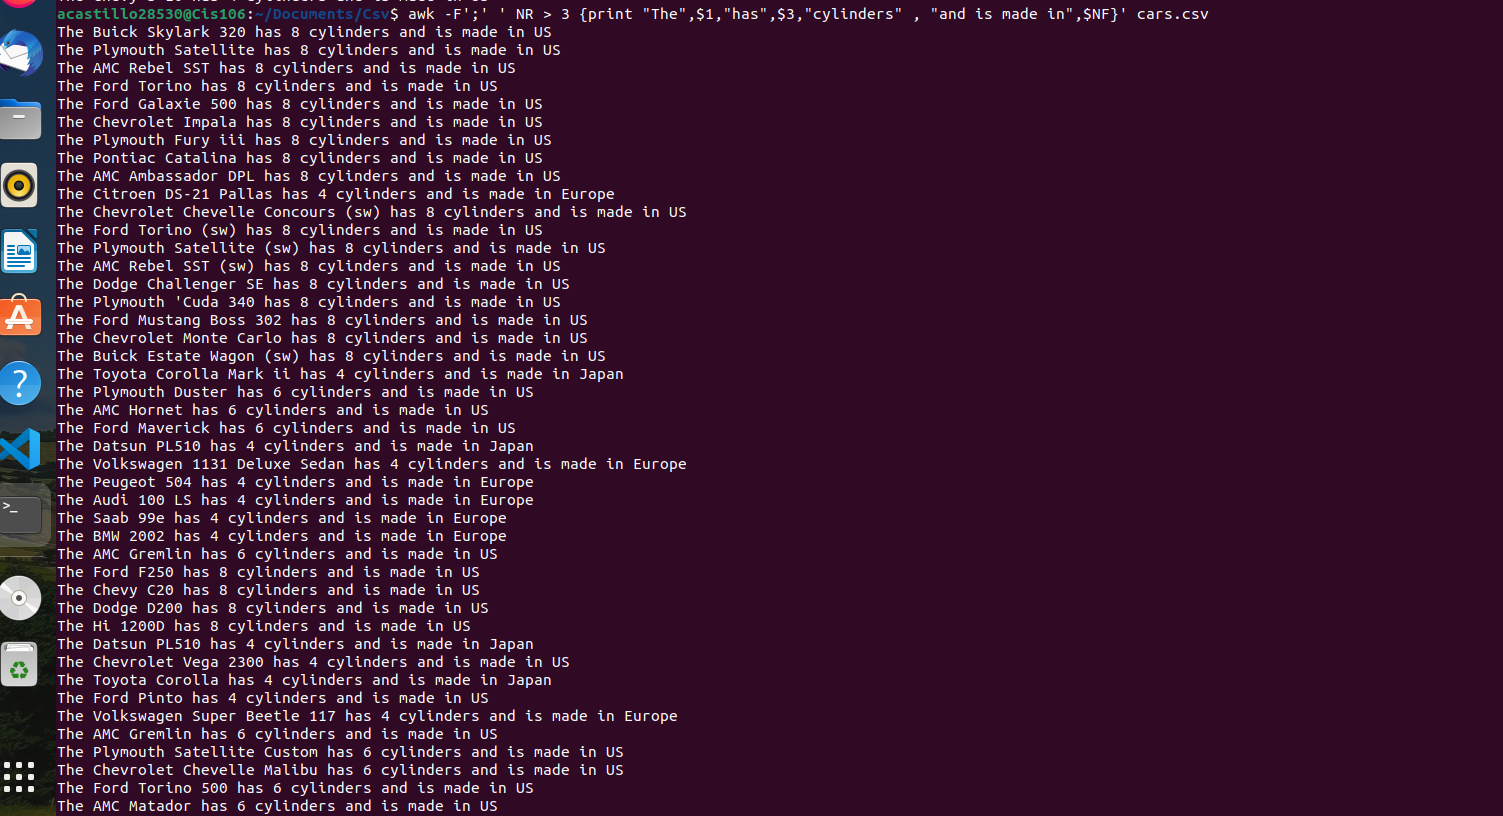 acastillo28530@Cis106:~/Documents/Csv$ awk -F';' ' NR > 3 {print "The",$1,"has",$3,"cylinders" , "and is made in",$NF}' cars.csv
The Buick Skylark 320 has 8 cylinders and is made in US
The Plymouth Satellite has 8 cylinders and is made in US
The AMC Rebel SST has 8 cylinders and is made in US
The Ford Torino has 8 cylinders and is made in US
The Ford Galaxie 500 has 8 cylinders and is made in US
The Chevrolet Impala has 8 cylinders and is made in US
The Plymouth Fury iii has 8 cylinders and is made in US
The Pontiac Catalina has 8 cylinders and is made in US
The AMC Ambassador DPL has 8 cylinders and is made in US
The Citroen DS-21 Pallas has 4 cylinders and is made in Europe
The Chevrolet Chevelle Concours (sw) has 8 cylinders and is made in US
The Ford Torino (sw) has 8 cylinders and is made in US
The Plymouth Satellite (sw) has 8 cylinders and is made in US
The AMC Rebel SST (sw) has 8 cylinders and is made in US
The Dodge Challenger SE has 8 cylinders and is made in US
The Plymouth 'Cuda 340 has 8 cylinders and is made in US
The Ford Mustang Boss 302 has 8 cylinders and is made in US
The Chevrolet Monte Carlo has 8 cylinders and is made in US
The Buick Estate Wagon (sw) has 8 cylinders and is made in US
The Toyota Corolla Mark ii has 4 cylinders and is made in Japan
The Plymouth Duster has 6 cylinders and is made in US
The AMC Hornet has 6 cylinders and is made in US
The Ford Maverick has 6 cylinders and is made in US
The Datsun PL510 has 4 cylinders and is made in Japan
The Volkswagen 1131 Deluxe Sedan has 4 cylinders and is made in Europe
The Peugeot 504 has 4 cylinders and is made in Europe
The Audi 100 LS has 4 cylinders and is made in Europe
The Saab 99e has 4 cylinders and is made in Europe
The BMW 2002 has 4 cylinders and is made in Europe
The AMC Gremlin has 6 cylinders and is made in US
The Ford F250 has 8 cylinders and is made in US
The Chevy C20 has 8 cylinders and is made in US
The Dodge D200 has 8 cylinders and is made in US
The Hi 1200D has 8 cylinders and is made in US
The Datsun PL510 has 4 cylinders and is made in Japan
The Chevrolet Vega 2300 has 4 cylinders and is made in US
The Toyota Corolla has 4 cylinders and is made in Japan
The Ford Pinto has 4 cylinders and is made in US
The Volkswagen Super Beetle 117 has 4 cylinders and is made in Europe
The AMC Gremlin has 6 cylinders and is made in US
The Plymouth Satellite Custom has 6 cylinders and is made in US
The Chevrolet Chevelle Malibu has 6 cylinders and is made in US
The Ford Torino 500 has 6 cylinders and is made in US
The AMC Matador has 6 cylinders and is made in US